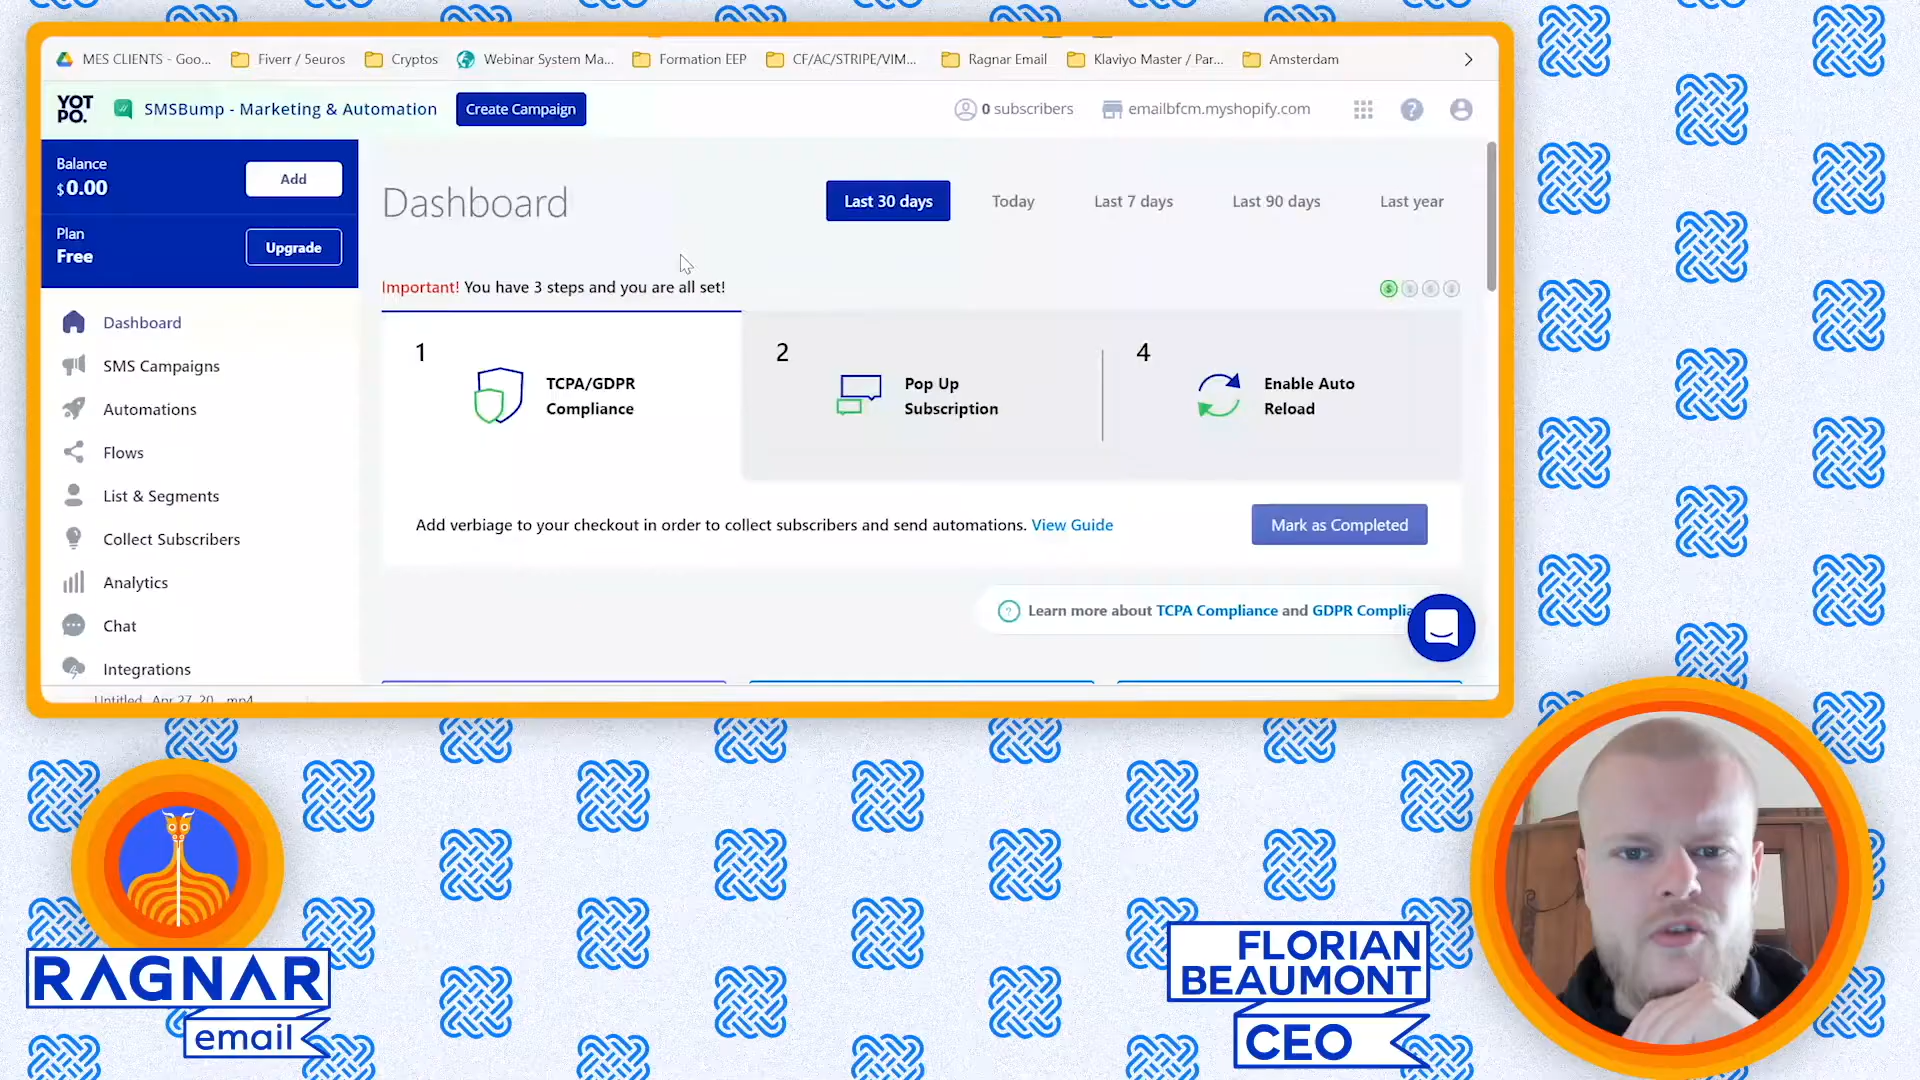 MES CLIENTS - Goo...
Fiverr / 5euros
Cryptos
Webinar System Ma...
Formation EEP
CF/AC/STRIPE/VIM...
Ragnar Email
Klaviyo Master / Par...
Amsterdam
YOTPO.
SMSBump - Marketing & Automation
Create Campaign
0 subscribers
emailbfcm.myshopify.com
Balance
$0.00
Add
Plan
Free
Upgrade
Dashboard
SMS Campaigns
Automations
Flows
List & Segments
Collect Subscribers
Analytics
Chat
Integrations
Dashboard
Last 30 days
Today
Last 7 days
Last 90 days
Last year
Important! You have 3 steps and you are all set!
1
TCPA/GDPR
Compliance
2
Pop Up
Subscription
4
Enable Auto
Reload
Add verbiage to your checkout in order to collect subscribers and send automations. View Guide
Mark as Completed
Learn more about TCPA Compliance and GDPR Complia
Untitled_Apr 27, 20...mp4
RAGNAR
email
FLORIAN
BEAUMONT
CEO